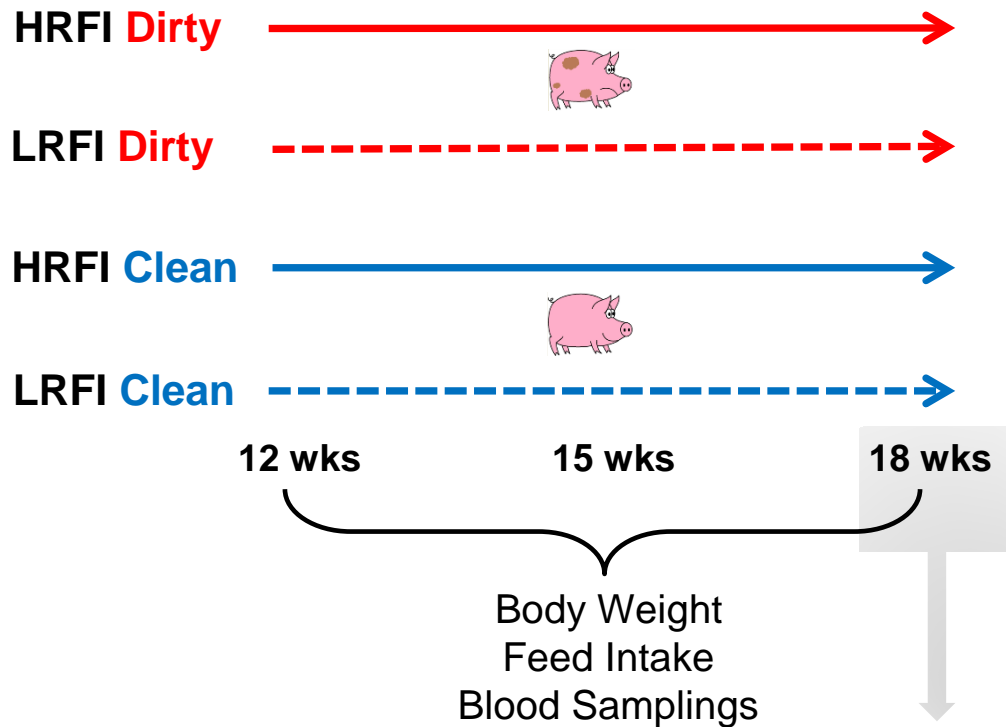 HRFI Dirty
LRFI Dirty
HRFI Clean
LRFI Clean
12 wks 15 wks 18 wks
Body Weight
Feed Intake
Blood Samplings